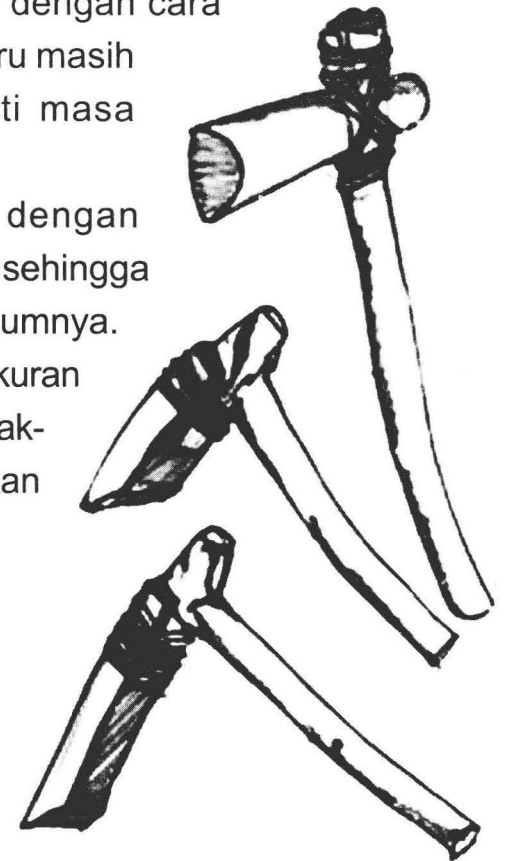 dengan cara
ru masih
ti masa
dengan
sehingga
umnya.
kuran
ak-
an